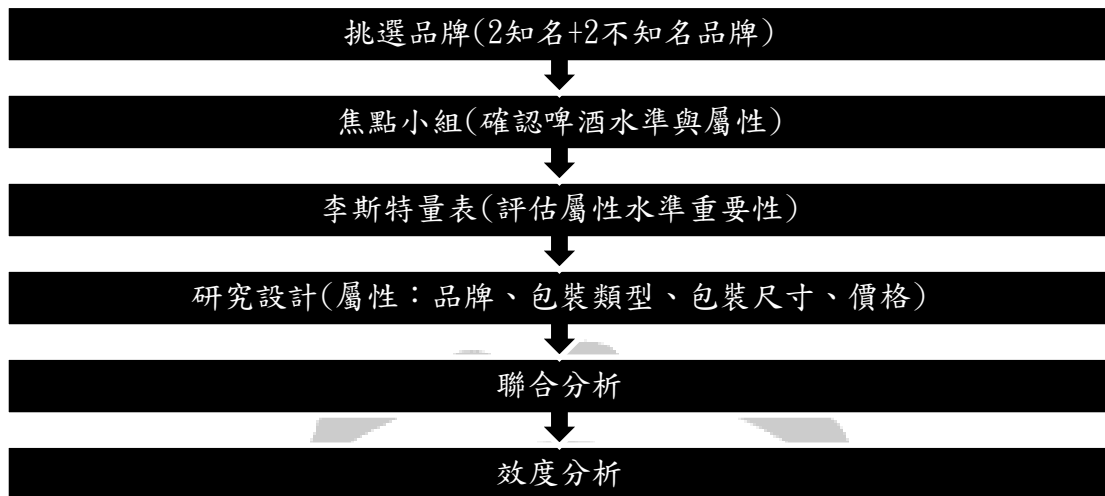 挑選品牌(2知名+2不知名品牌)
焦點小組(確認啤酒水準與屬性)
李斯特量表(評估屬性水準重要性)
研究設計(屬性：品牌、包裝類型、包裝尺寸、價格)
聯合分析
效度分析